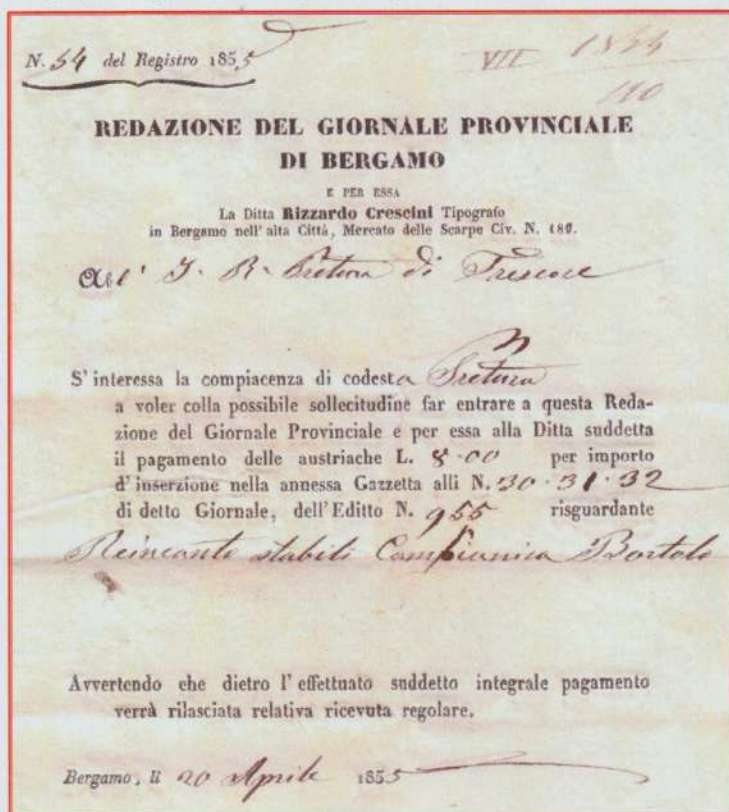 N. 54 del Registro 1855
VII 1854
110
REDAZIONE DEL GIORNALE PROVINCIALE
DI BERGAMO
E PER ESSA
La Ditta Rizzardo Crescini Tipografo
in Bergamo nell'alta Città, Mercato delle Scarpe Civ. N.
All' I. R. Pretura di Trescore
S'interessa la compiacenza di codesta Pretura
a voler colla possibile sollecitudine far entrare a questa Reda-
zione del Giornale Provinciale e per essa alla Ditta suddetta
il pagamento delle austriache L. 8.00 per importo
d'inserzione nella annessa Gazzetta alli N. 30. 31. 32
di detto Giornale, dell'Editto N. 955 risguardante
Reincanto stabili Bortolo
Avvertendo che dietro l'effettuato suddetto integrale pagamento
verrà rilasciata relativa ricevuta regolare.
Bergamo, li 20 Aprile 1855